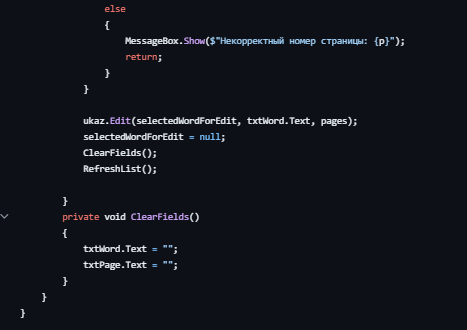 else
{
MessageBox.Show($"Некорректный номер страницы: {p}");
return;
}
}
ukaz.Edit(selectedWordForEdit, txtWord.Text, pages);
selectedWordForEdit = null;
ClearFields();
RefreshList();
}
private void ClearFields()
{
txtWord.Text = "";
txtPage.Text = "";
}
}
}